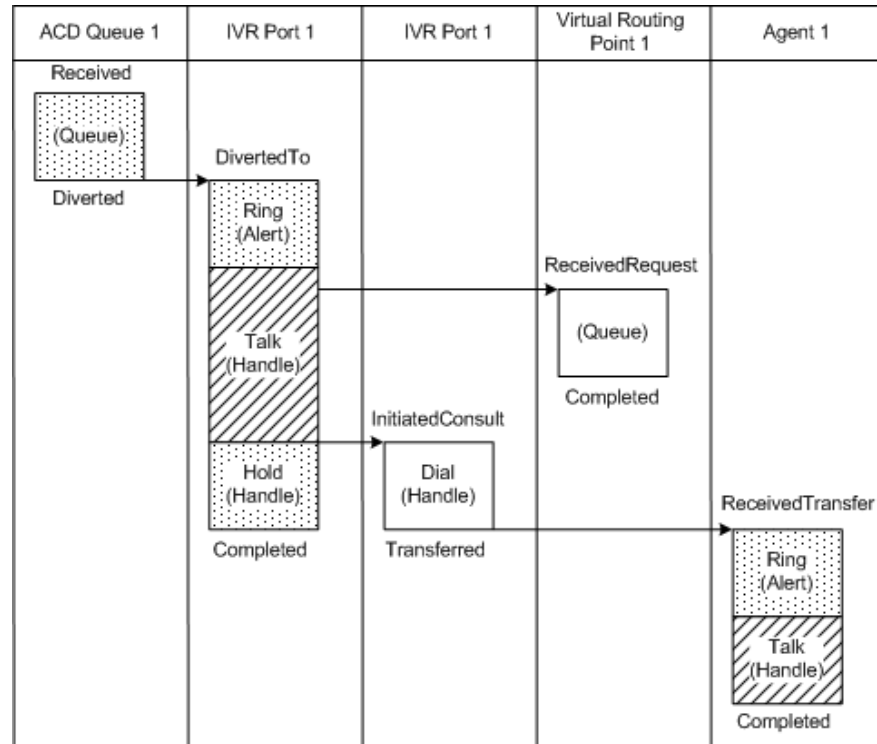 ACD Queue 1
IVR Port 1
IVR Port 1
Virtual Routing
Point 1
Agent 1
Received
(Queue)
Diverted
DivertedTo
Ring
(Alert)
Talk
(Handle)
Hold
(Handle)
Completed
InitiatedConsult
Dial
(Handle)
Transferred
ReceivedRequest
(Queue)
Completed
ReceivedTransfer
Ring
(Alert)
Talk
(Handle)
Completed